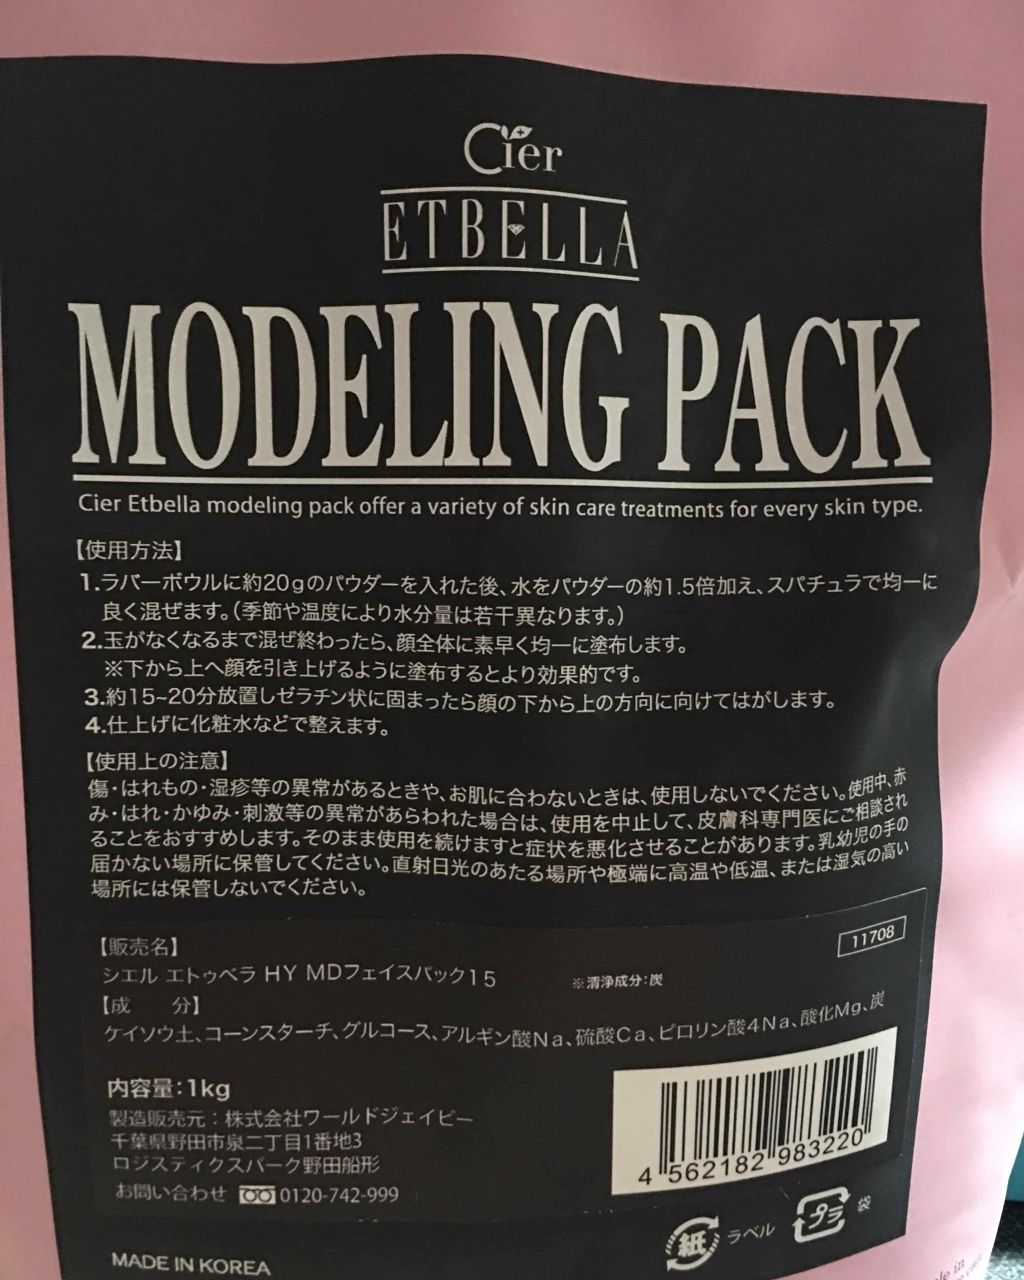 Cier
ETBELLA
MODELING PACK
Cier Etbella modeling pack offer a variety of skin care treatments for every skin type.
【使用方法】
1.ラバーボウルに約20gのパウダーを入れた後、水をパウダーの約1.5倍加え、スパチュラで均一に
良く混ぜます。(季節や温度により水分量は若干異なります。)
2.玉がなくなるまで混ぜ終わったら、顔全体に素早く均一に塗布します。
※下から上へ顔を引き上げるように塗布するとより効果的です。
3.約15~20分放置しゼラチン状に固まったら顔の下から上の方向に向けてはがします。
4.仕上げに化粧水などで整えます。
【使用上の注意】
傷・はれもの・湿疹等の異常があるときや、お肌に合わないときは、使用しないでください。使用中、赤
み・はれ・かゆみ・刺激等の異常があらわれた場合は、使用を中止して、皮膚科専門医にご相談され
ることをおすすめします。そのまま使用を続けますと症状を悪化させることがあります。乳幼児の手の
届かない場所に保管してください。直射日光のあたる場所や極端に高温や低温、または湿気の高い
場所には保管しないでください。
11708
【販売名】
シエル エトゥベラ HY MDフェイスパック15 ※清浄成分:炭
【成 分】
ケイソウ土、コーンスターチ、グルコース、アルギン酸Na、硫酸Ca、ピロリン酸4Na、酸化Mg、炭
内容量:1kg
製造販売元:株式会社ワールドジェイビー
千葉県野田市泉二丁目1番地3
ロジスティクスパーク野田船形
お問い合わせ 0120-742-999
4 562182 983220
紙 ラベル プラ 袋
MADE IN KOREA